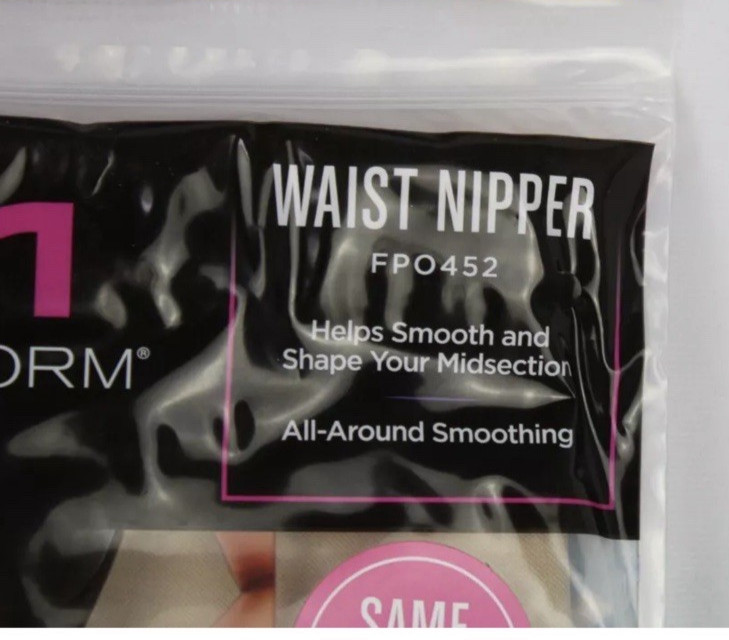 WAIST NIPPER
FPO452
Helps Smooth and
Shape Your Midsection
All-Around Smoothing
ORM®
SAME